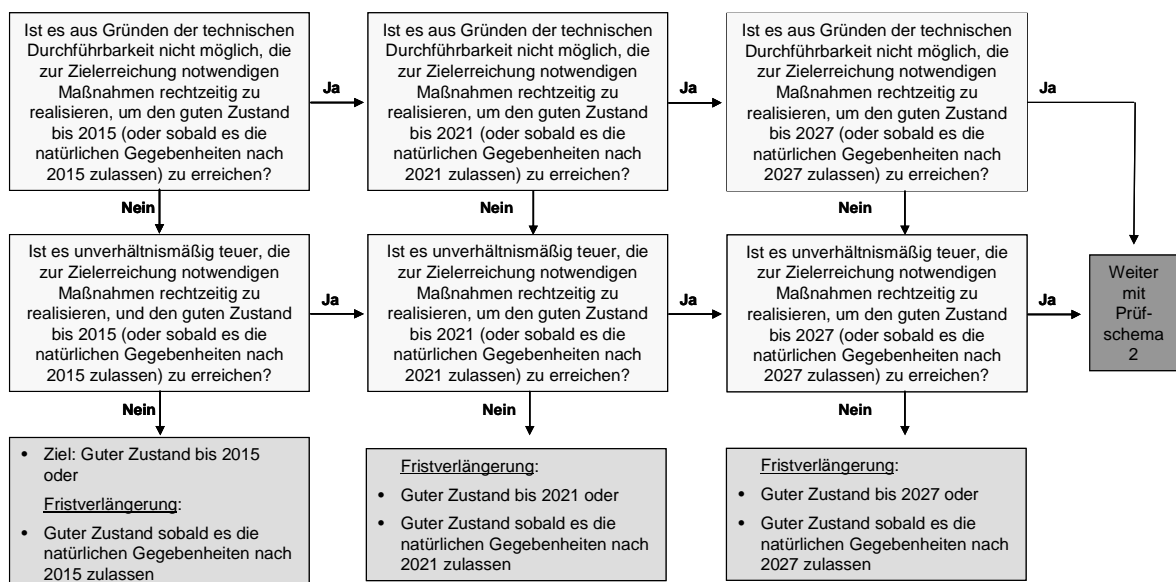 Ist es aus Gründen der technischen
Durchführbarkeit nicht möglich, die
zur Zielerreichung notwendigen
Maßnahmen rechtzeitig zu
realisieren, um den guten Zustand
bis 2015 (oder sobald es die
natürlichen Gegebenheiten nach
2015 zulassen) zu erreichen?
Ja
Ist es aus Gründen der technischen
Durchführbarkeit nicht möglich, die
zur Zielerreichung notwendigen
Maßnahmen rechtzeitig zu
realisieren, um den guten Zustand
bis 2021 (oder sobald es die
natürlichen Gegebenheiten nach
2021 zulassen) zu erreichen?
Ja
Ist es aus Gründen der technischen
Durchführbarkeit nicht möglich, die
zur Zielerreichung notwendigen
Maßnahmen rechtzeitig zu
realisieren, um den guten Zustand
bis 2027 (oder sobald es die
natürlichen Gegebenheiten nach
2027 zulassen) zu erreichen?
Ja
Nein
Nein
Nein
Ist es unverhältnismäßig teuer, die
zur Zielerreichung notwendigen
Maßnahmen rechtzeitig zu
realisieren, und den guten Zustand
bis 2015 (oder sobald es die
natürlichen Gegebenheiten nach
2015 zulassen) zu erreichen?
Ja
Ist es unverhältnismäßig teuer, die
zur Zielerreichung notwendigen
Maßnahmen rechtzeitig zu
realisieren, um den guten Zustand
bis 2021 (oder sobald es die
natürlichen Gegebenheiten nach
2021 zulassen) zu erreichen?
Ja
Ist es unverhältnismäßig teuer, die
zur Zielerreichung notwendigen
Maßnahmen rechtzeitig zu
realisieren, um den guten Zustand
bis 2027 (oder sobald es die
natürlichen Gegebenheiten nach
2027 zulassen) zu erreichen?
Ja
Weiter
mit
Prüf-
schema
2
Nein
Nein
Nein
• Ziel: Guter Zustand bis 2015
oder
Fristverlängerung:
• Guter Zustand sobald es die
natürlichen Gegebenheiten nach
2015 zulassen
Fristverlängerung:
• Guter Zustand bis 2021 oder
• Guter Zustand sobald es die
natürlichen Gegebenheiten nach
2021 zulassen
Fristverlängerung:
• Guter Zustand bis 2027 oder
• Guter Zustand sobald es die
natürlichen Gegebenheiten nach
2027 zulassen